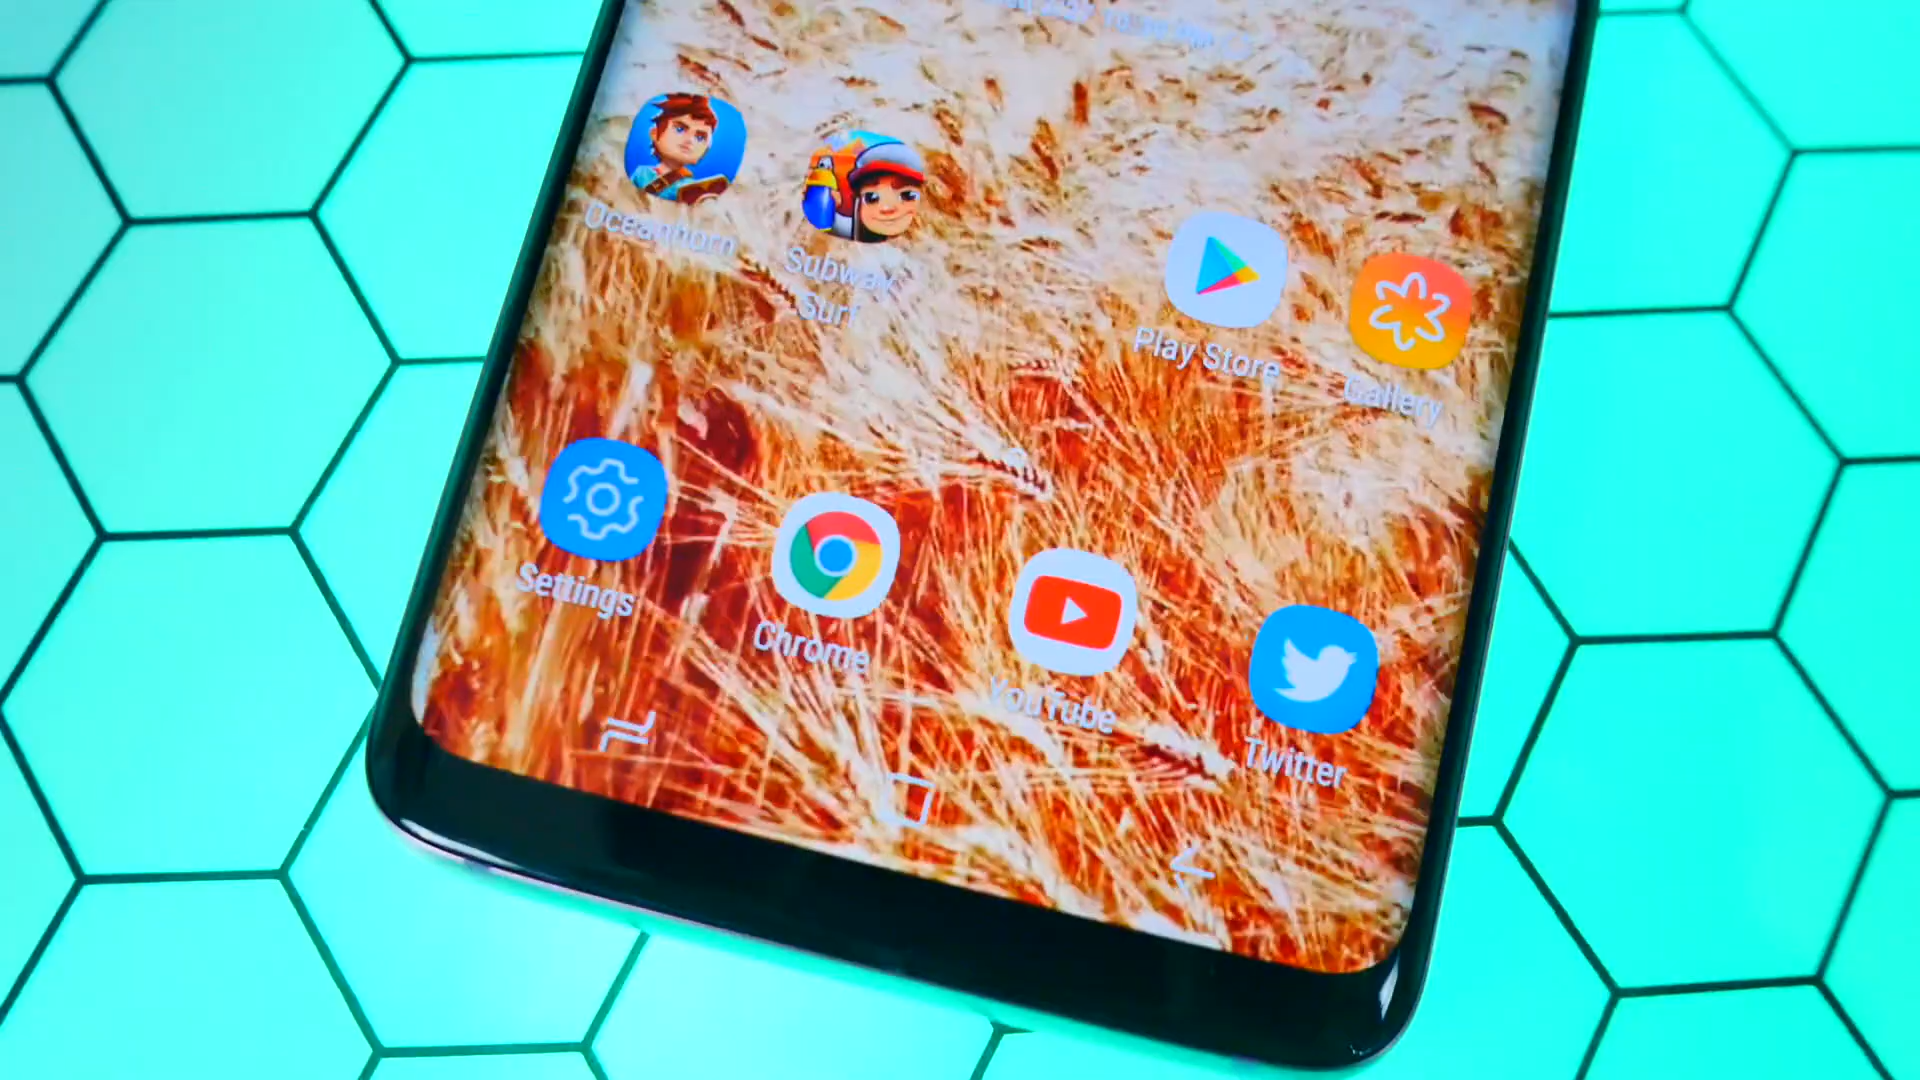 Oceanhorn
Subway
Surf
Play Store
Gallery
Settings
Chrome
YouTube
Twitter